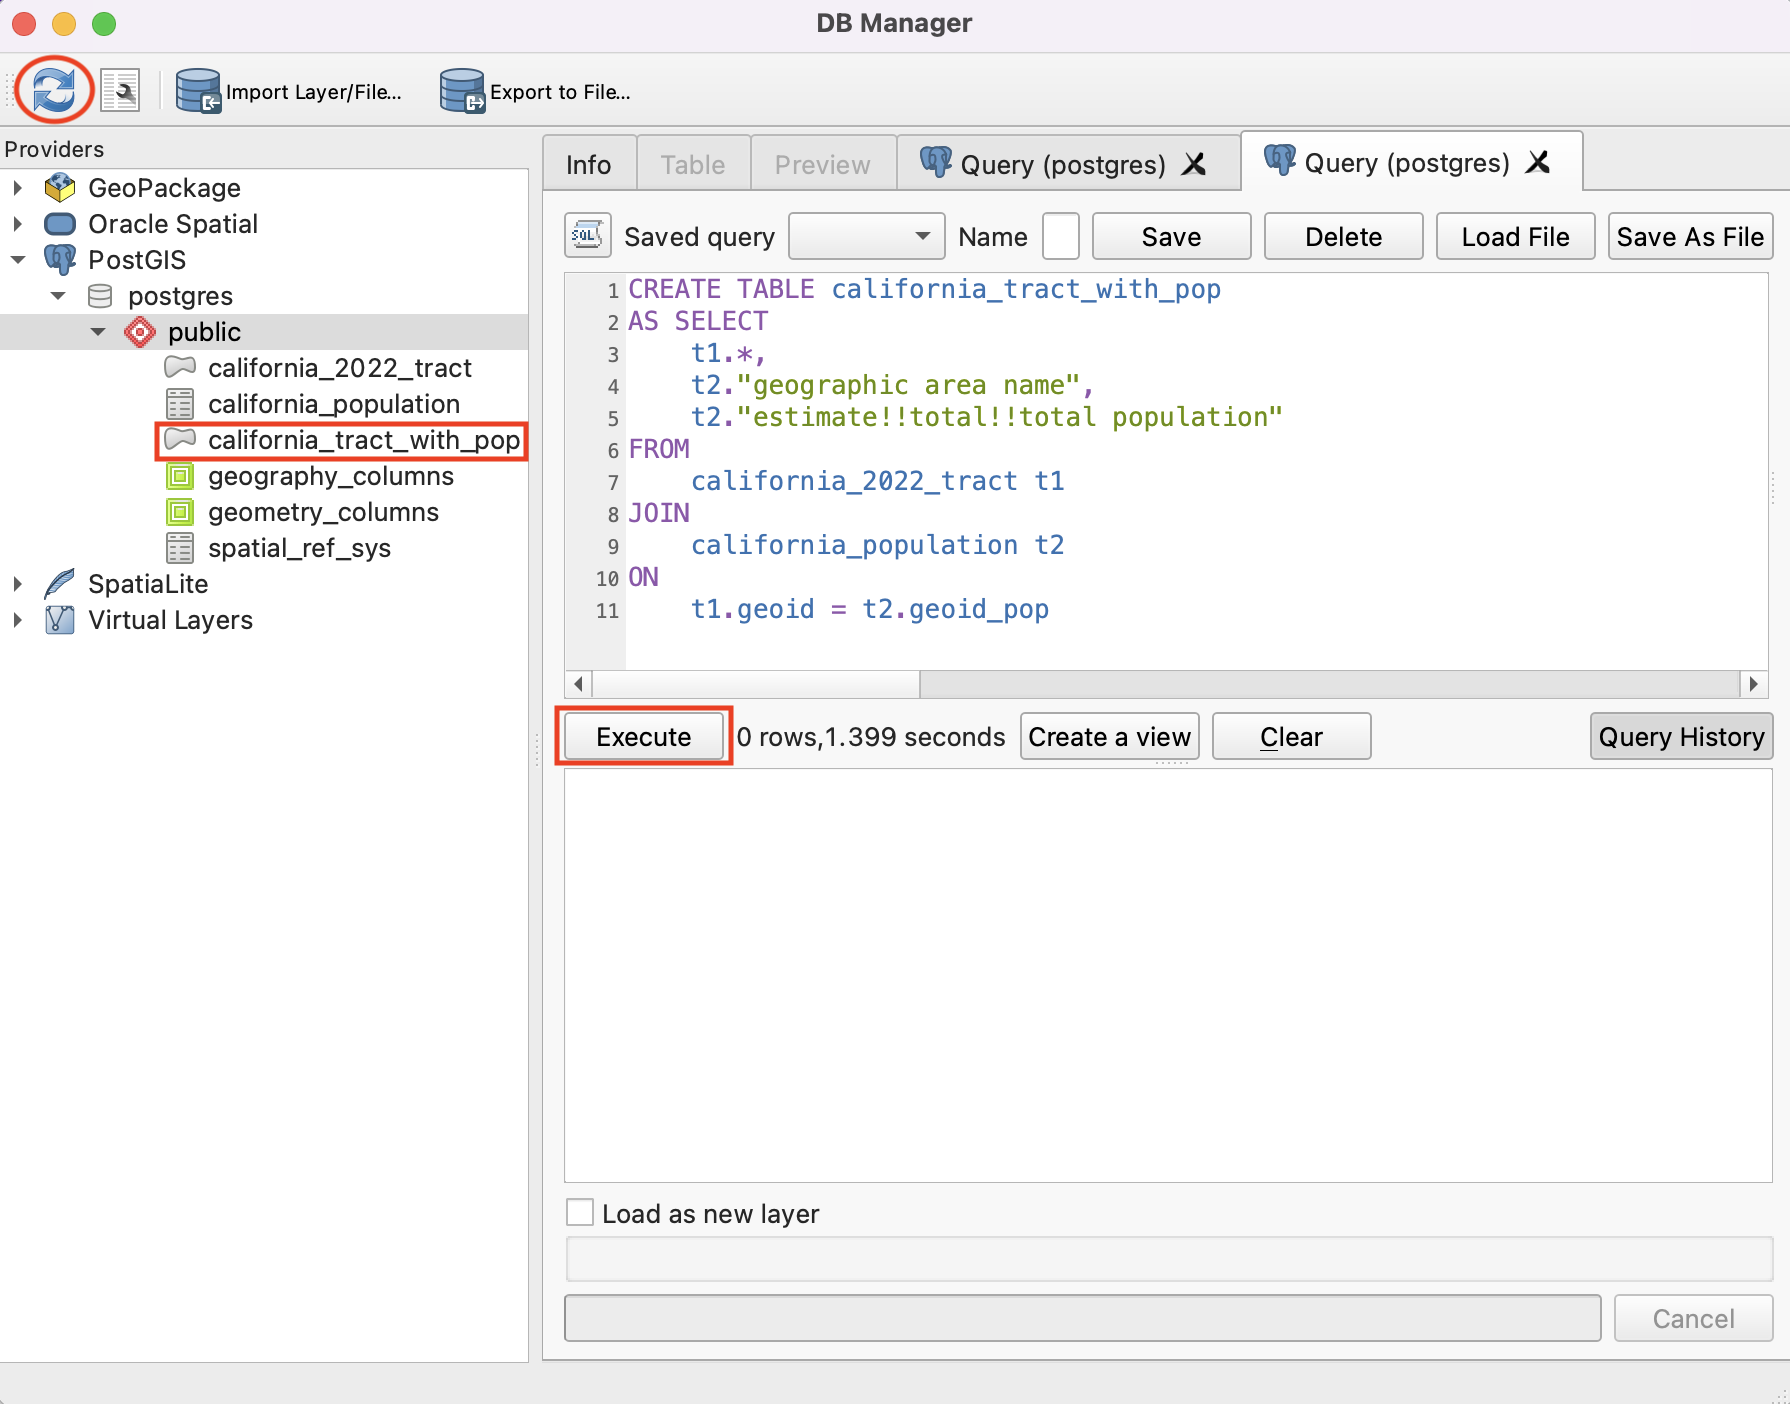 DB Manager
Import Layer/File...
Export to File...
Providers
GeoPackage
Oracle Spatial
PostGIS
postgres
public
california_2022_tract
california_population
california_tract_with_pop
geography_columns
geometry_columns
spatial_ref_sys
SpatiaLite
Virtual Layers
Info
Table
Preview
Query (postgres)
Query (postgres)
SQL
Saved query
Name
Save
Delete
Load File
Save As File
1 CREATE TABLE california_tract_with_pop
2 AS SELECT
3 t1.*,
4 t2."geographic area name",
5 t2."estimate!!total!!total population"
6 FROM
7 california_2022_tract t1
8 JOIN
9 california_population t2
10 ON
11 t1.geoid = t2.geoid_pop
Execute
0 rows,1.399 seconds
Create a view
Clear
Query History
Load as new layer
Cancel